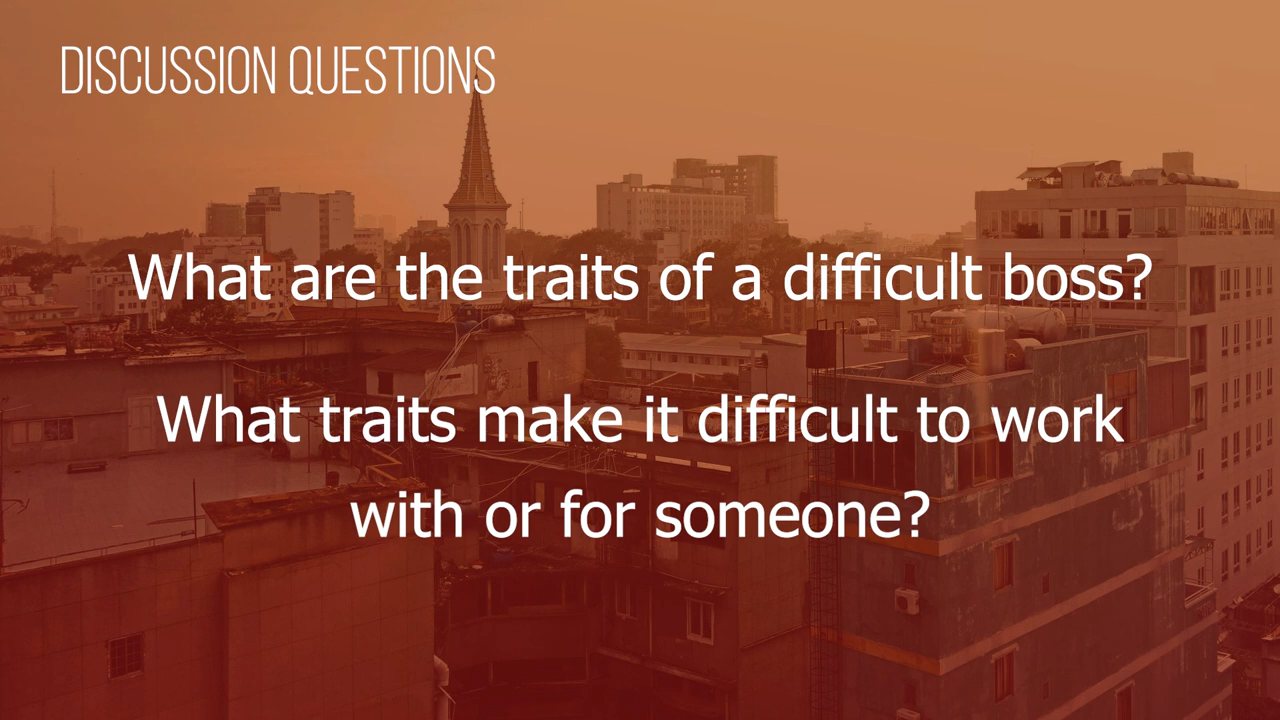 DISCUSSION QUESTIONS
What are the traits of a difficult boss?
What traits make it difficult to work
with or for someone?